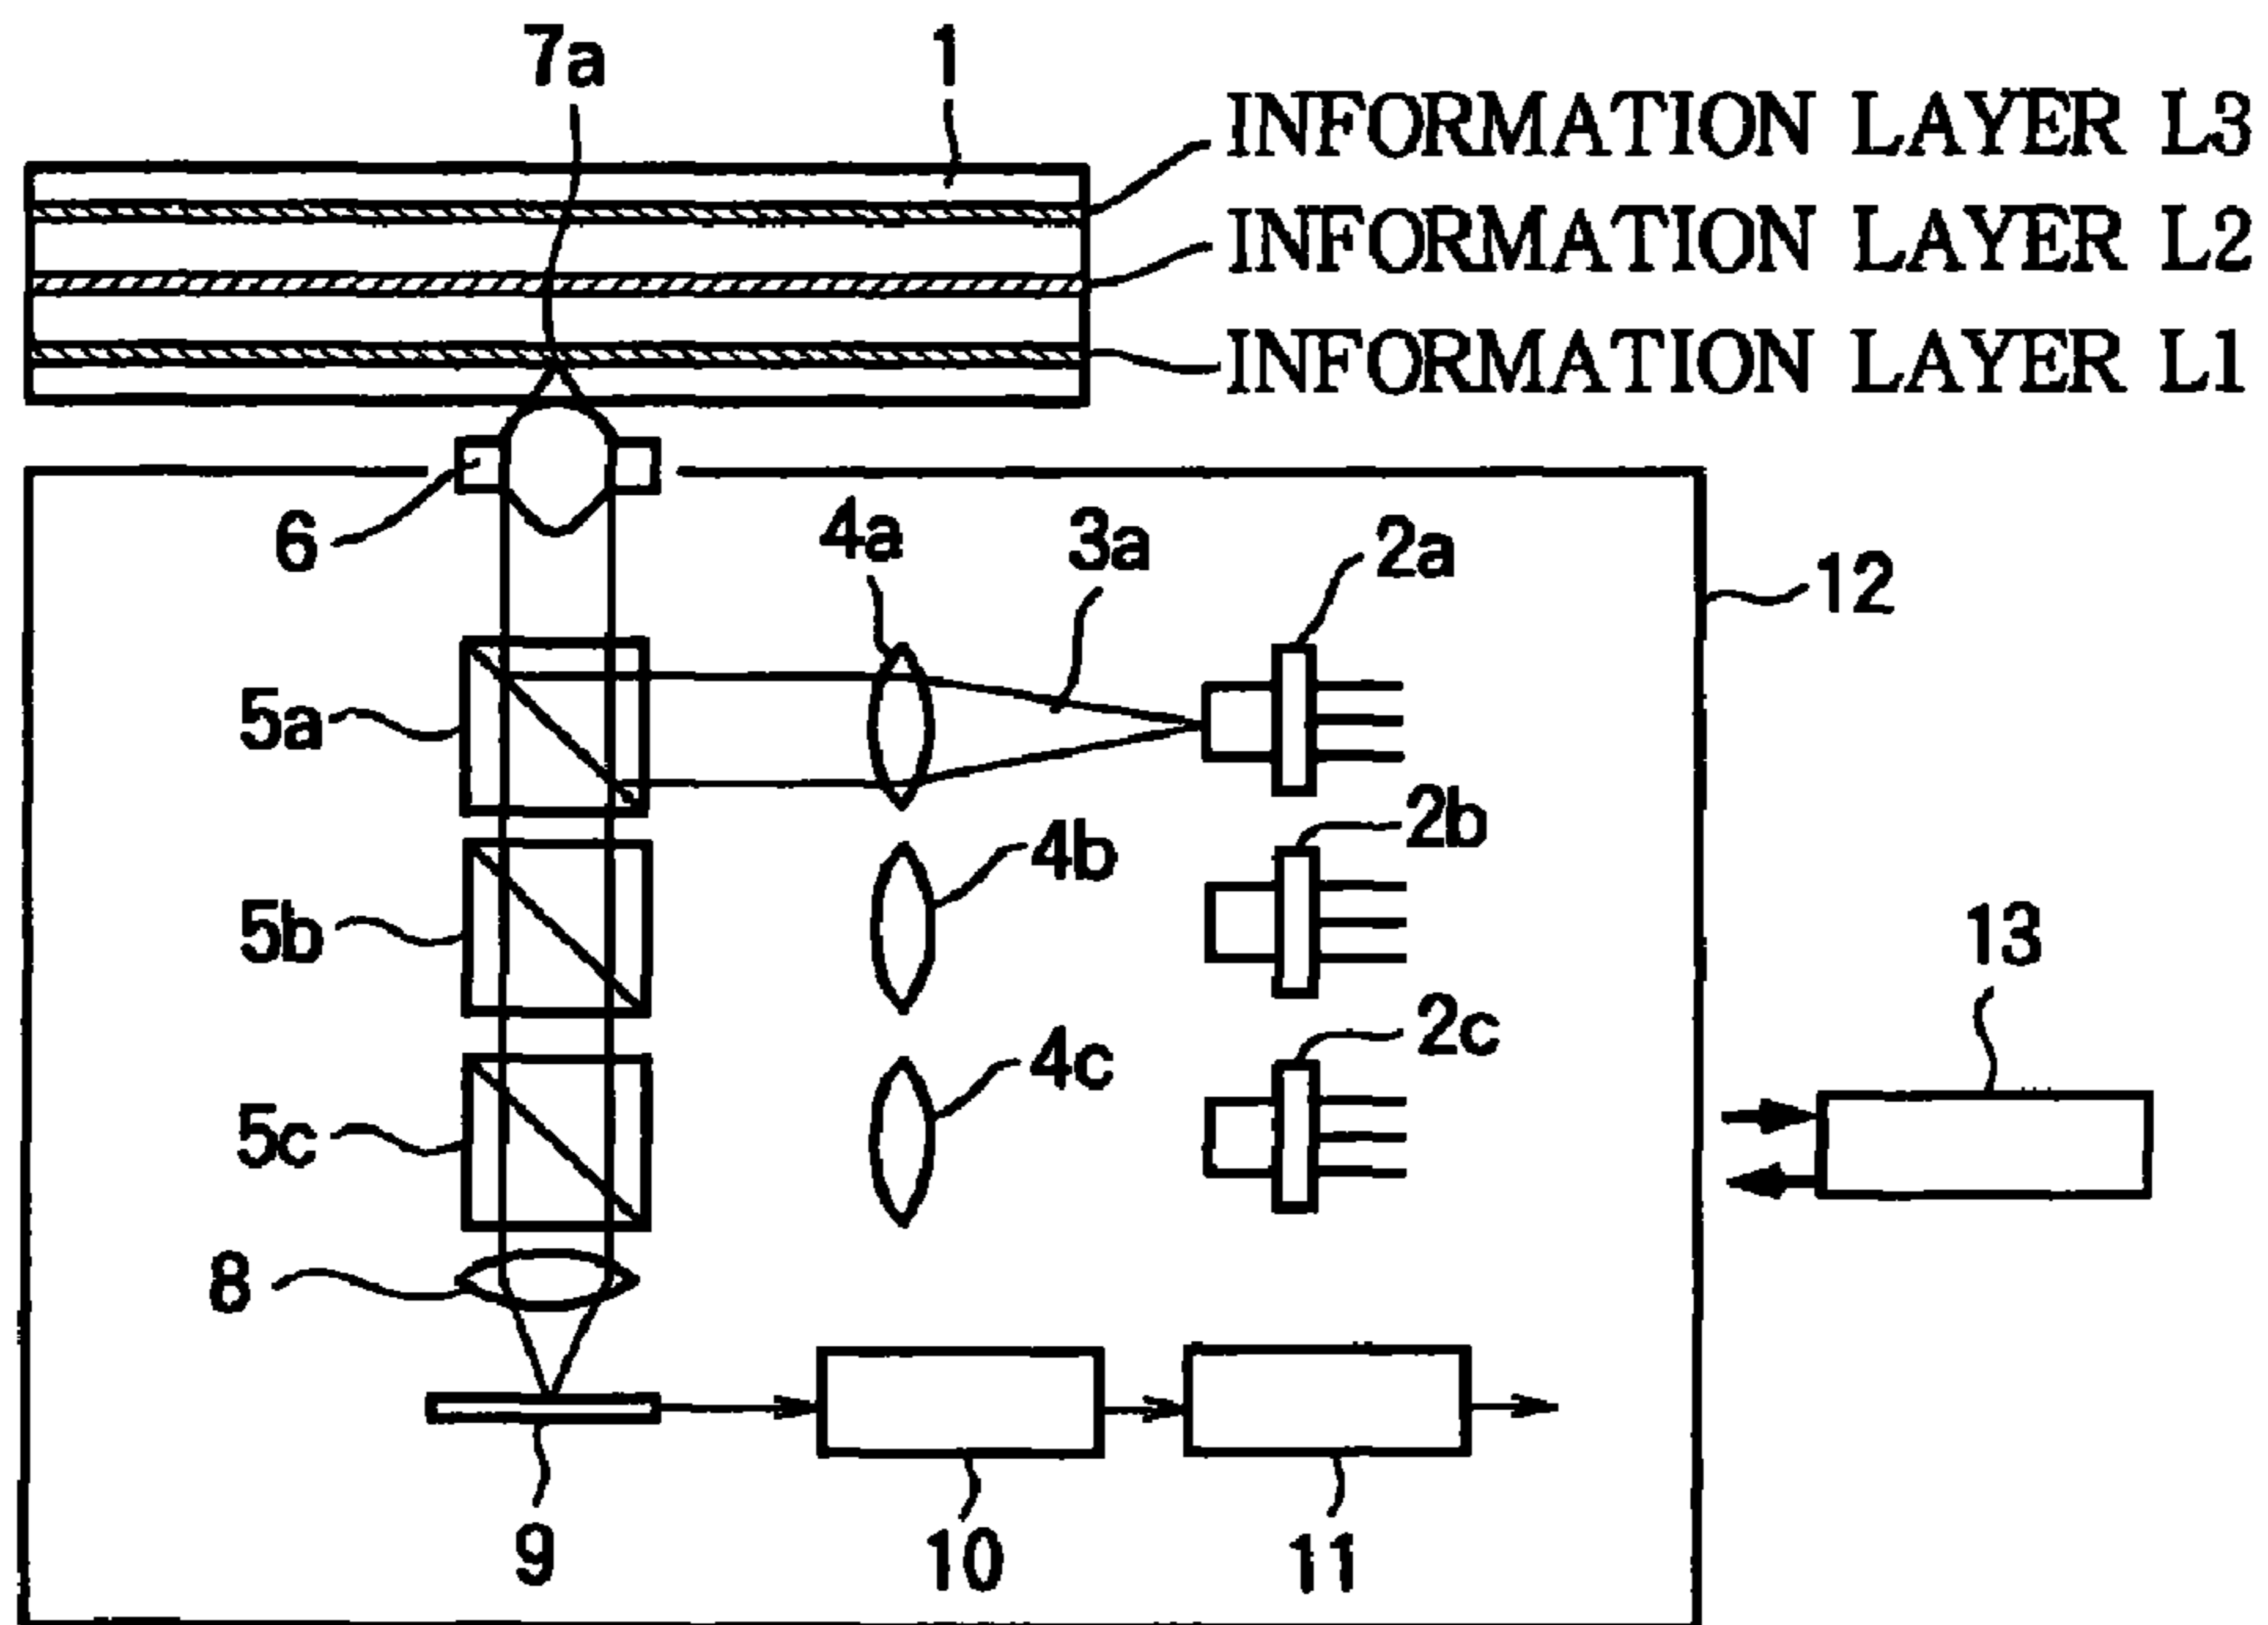 7a
1
INFORMATION LAYER L3
INFORMATION LAYER L2
INFORMATION LAYER L1
6
4a
3a
2a
12
5a
2b
4b
5b
13
2c
4c
5c
8
9
10
11